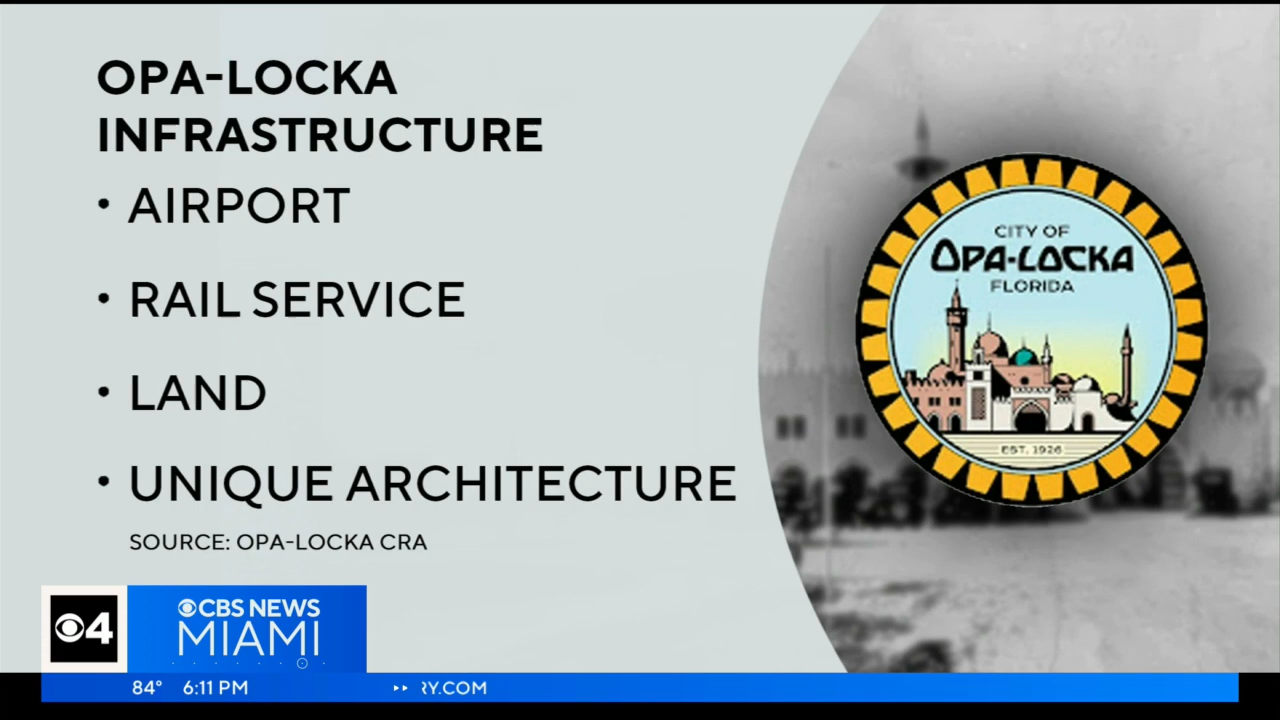 OPA-LOCKA
INFRASTRUCTURE
• AIRPORT
• RAIL SERVICE
• LAND
• UNIQUE ARCHITECTURE
SOURCE: OPA-LOCKA CRA
CITY OF
OPA-LOCKA
FLORIDA
EST. 1926
4
CBS NEWS
MIAMI
84° 6:11 PM
RY.COM